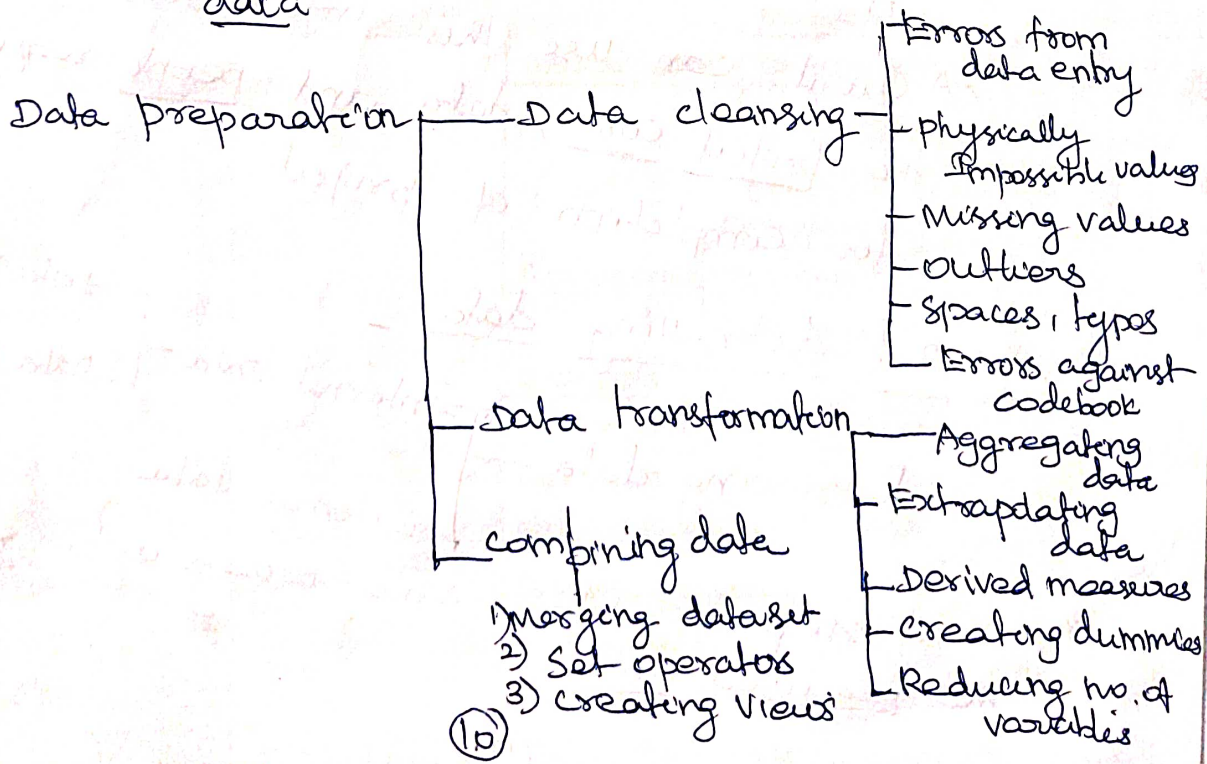 data
Data preparation
Data cleansing
Errors from
data entry
physically
Impossible values
Missing values
outliers
spaces, typos
Errors against
codebook
Data transformation
Aggregating
data
Extrapolating
data
Derived measures
creating dummies
Reducing no. of
variables
combining data
1) Merging dataset
2) Set operators
3) creating views